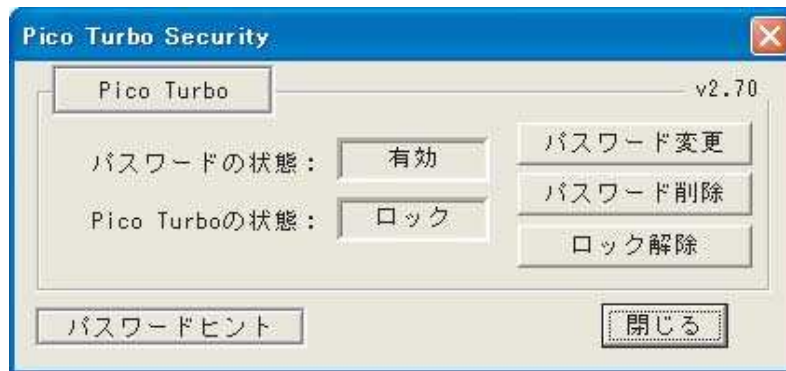 Pico Turbo Security
Pico Turbo
v2.70
パスワードの状態：
有効
パスワード変更
パスワード削除
Pico Turboの状態：
ロック
ロック解除
パスワードヒント
閉じる